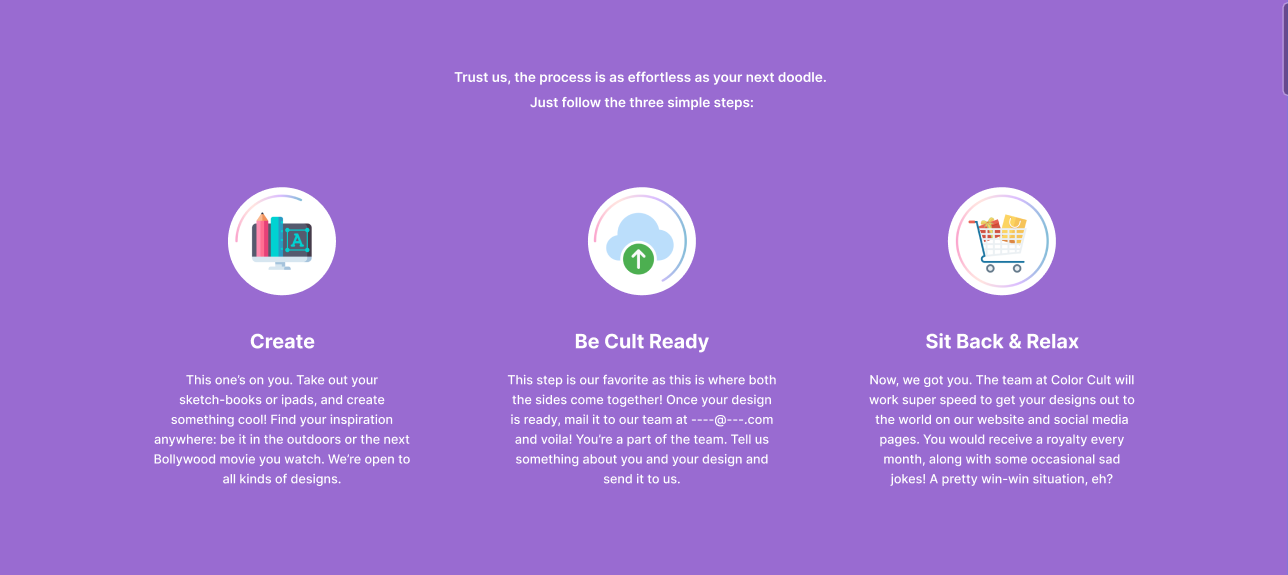 Trust us, the process is as effortless as your next doodle.
Just follow the three simple steps:
A
Create
This one's on you. Take out your
sketch-books or ipads, and create
something cool! Find your inspiration
anywhere: be it in the outdoors or the next
Bollywood movie you watch. We're open to
all kinds of designs.
Be Cult Ready
This step is our favorite as this is where both
the sides come together! Once your design
is ready, mail it to our team at ----@---.com
and voila! You're a part of the team. Tell us
something about you and your design and
send it to us.
Sit Back & Relax
Now, we got you. The team at Color Cult will
work super speed to get your designs out to
the world on our website and social media
pages. You would receive a royalty every
month, along with some occasional sad
jokes! A pretty win-win situation, eh?